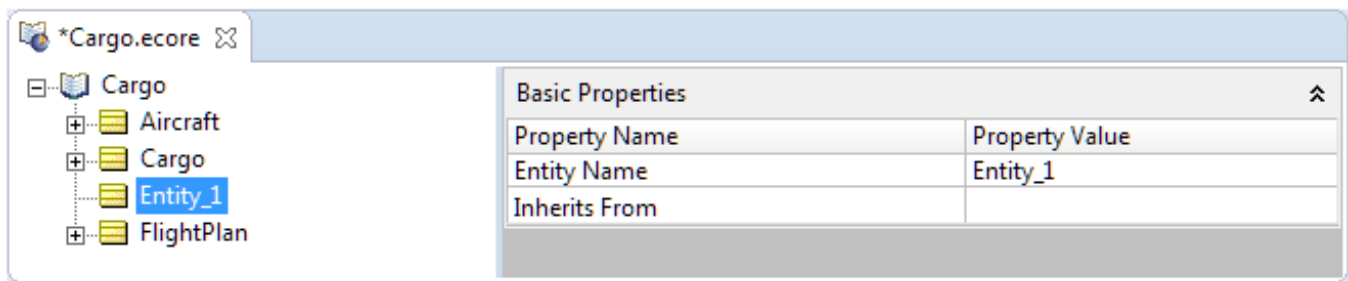 *Cargo.ecore
Cargo
Aircraft
Cargo
Entity_1
FlightPlan
Basic Properties
Property Name Property Value
Entity Name Entity_1
Inherits From